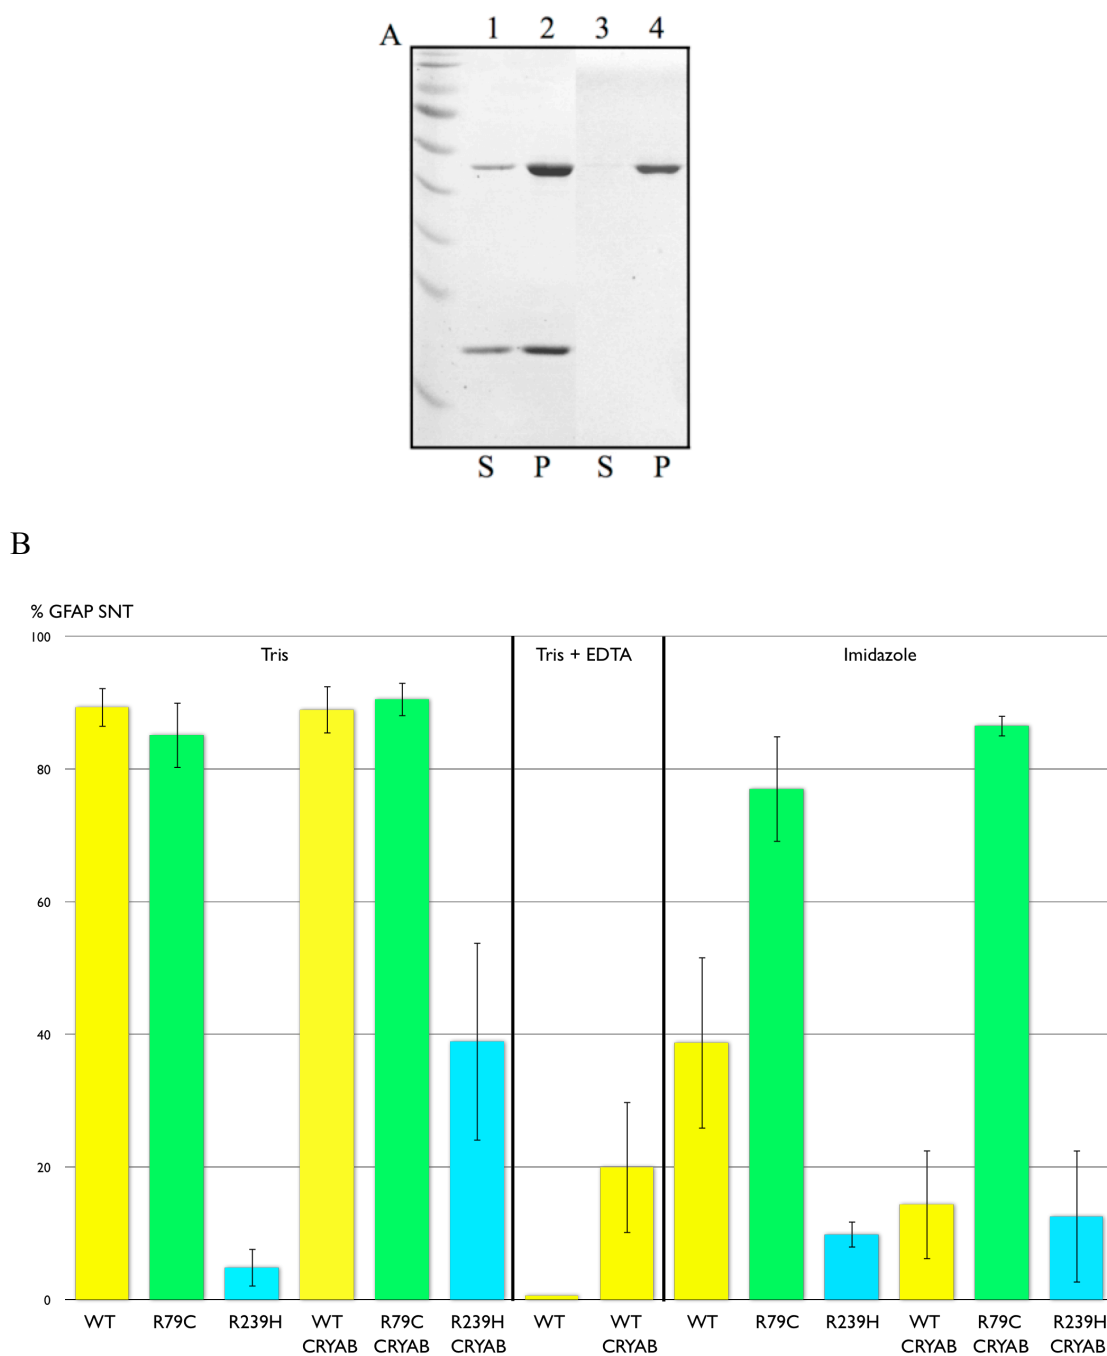 A 1 2 3 4
S P S P
B
% GFAP SNT
100
Tris Tris + EDTA Imidazole
80
60
40
20
0
WT R79C R239H WT R79C R239H WT WT WT R79C R239H WT R79C R239H
CRYAB CRYAB CRYAB CRYAB CRYAB CRYAB CRYAB